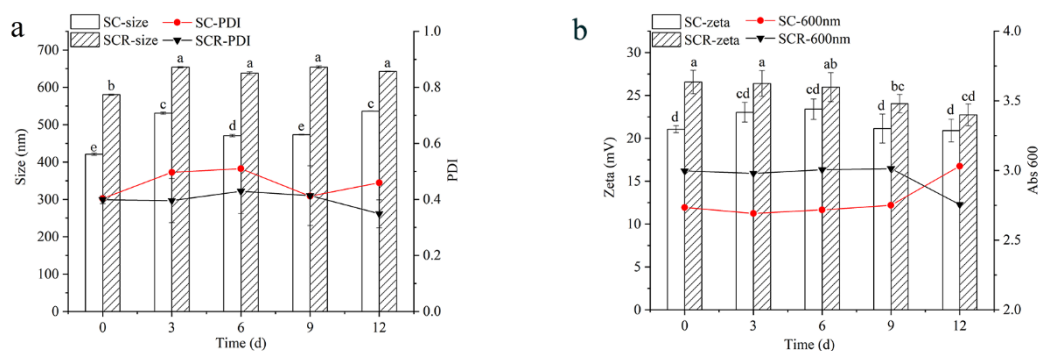 a
SC-size SC-PDI
SCR-size SCR-PDI
700
600
500
400
300
200
100
0
Size (nm)
1.0
0.8
0.6
0.4
0.2
0.0
PDI
e b c a d a e a c a
0 3 6 9 12
Time (d)
b
SC-zeta SC-600nm
SCR-zeta SCR-600nm
30
25
20
15
10
5
0
Zeta (mV)
4.0
3.5
3.0
2.5
2.0
Abs 600
d a cd a cd ab d bc d cd
0 3 6 9 12
Time (d)